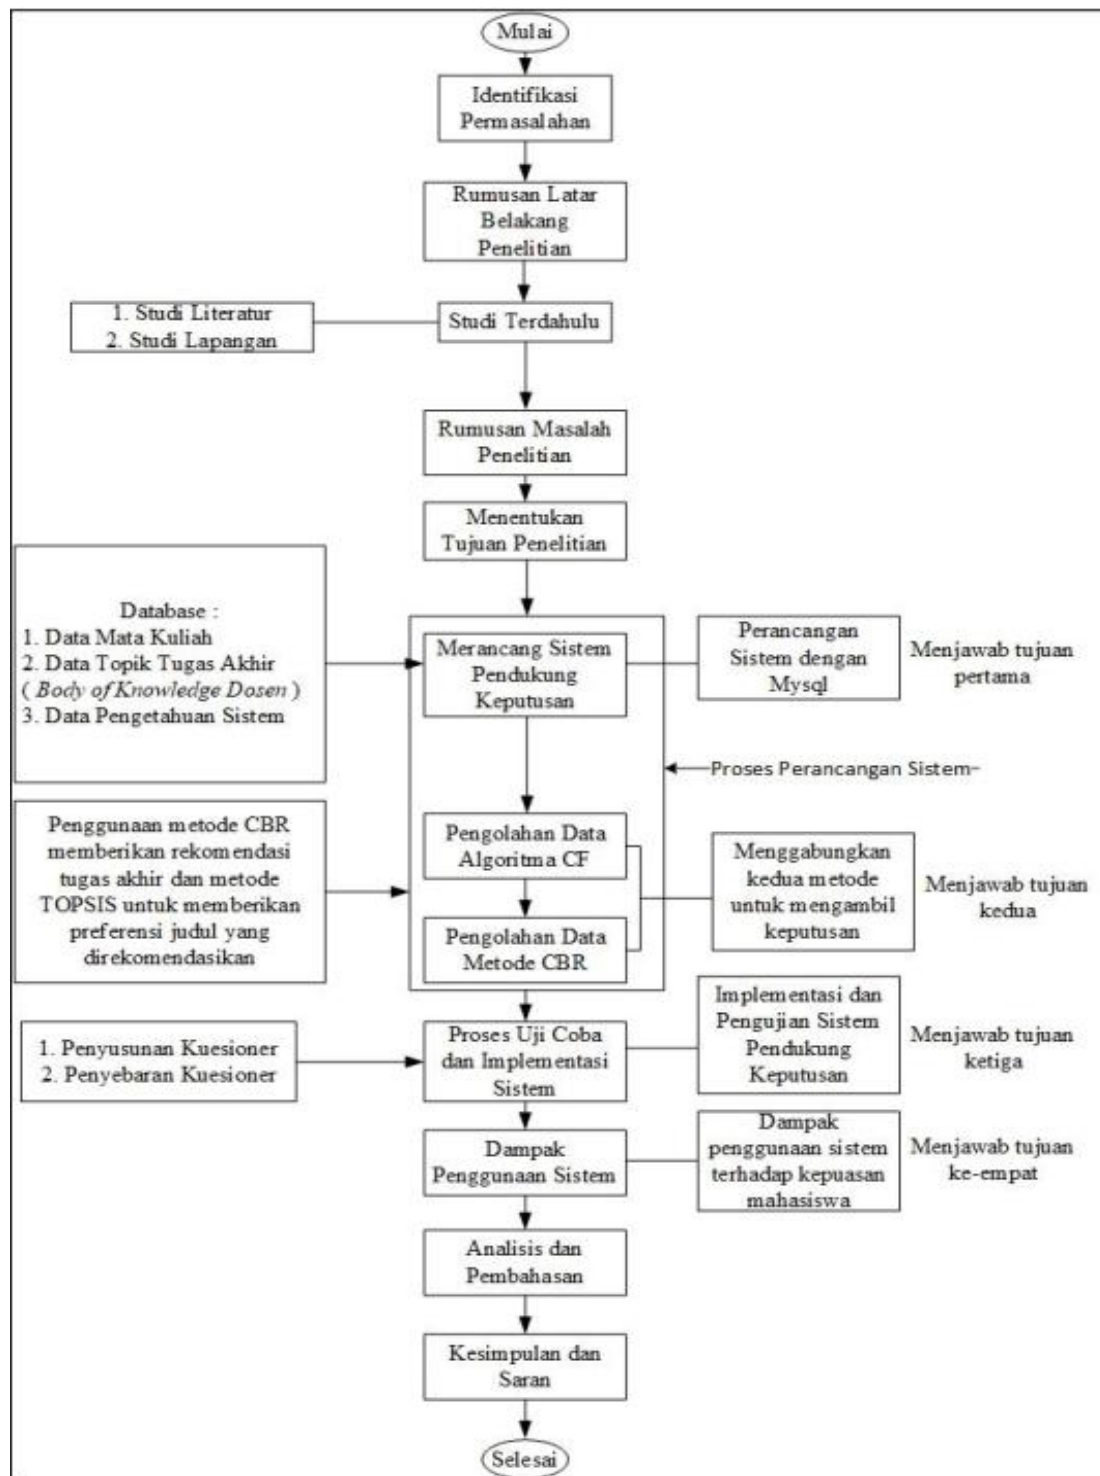 Mulai
Identifikasi
Permasalahan
Rumusan Latar
Belakang
Penelitian
1. Studi Literatur
2. Studi Lapangan
Studi Terdahulu
Rumusan Masalah
Penelitian
Menentukan
Tujuan Penelitian
Database :
1. Data Mata Kuliah
2. Data Topik Tugas Akhir
( Body of Knowledge Dosen )
3. Data Pengetahuan Sistem
Merancang Sistem
Pendukung
Keputusan
Perancangan
Sistem dengan
Mysql
Menjawab tujuan
pertama
Proses Perancangan Sistem-
Penggunaan metode CBR
memberikan rekomendasi
tugas akhir dan metode
TOPSIS untuk memberikan
preferensi judul yang
direkomendasikan
Pengolahan Data
Algoritma CF
Pengolahan Data
Metode CBR
Menggabungkan
kedua metode
untuk mengambil
keputusan
Menjawab tujuan
kedua
1. Penyusunan Kuesioner
2. Penyebaran Kuesioner
Proses Uji Coba
dan Implementasi
Sistem
Implementasi dan
Pengujian Sistem
Pendukung
Keputusan
Menjawab tujuan
ketiga
Dampak
Penggunaan Sistem
Dampak
penggunaan sistem
terhadap kepuasan
mahasiswa
Menjawab tujuan
ke-empat
Analisis dan
Pembahasan
Kesimpulan dan
Saran
Selesai